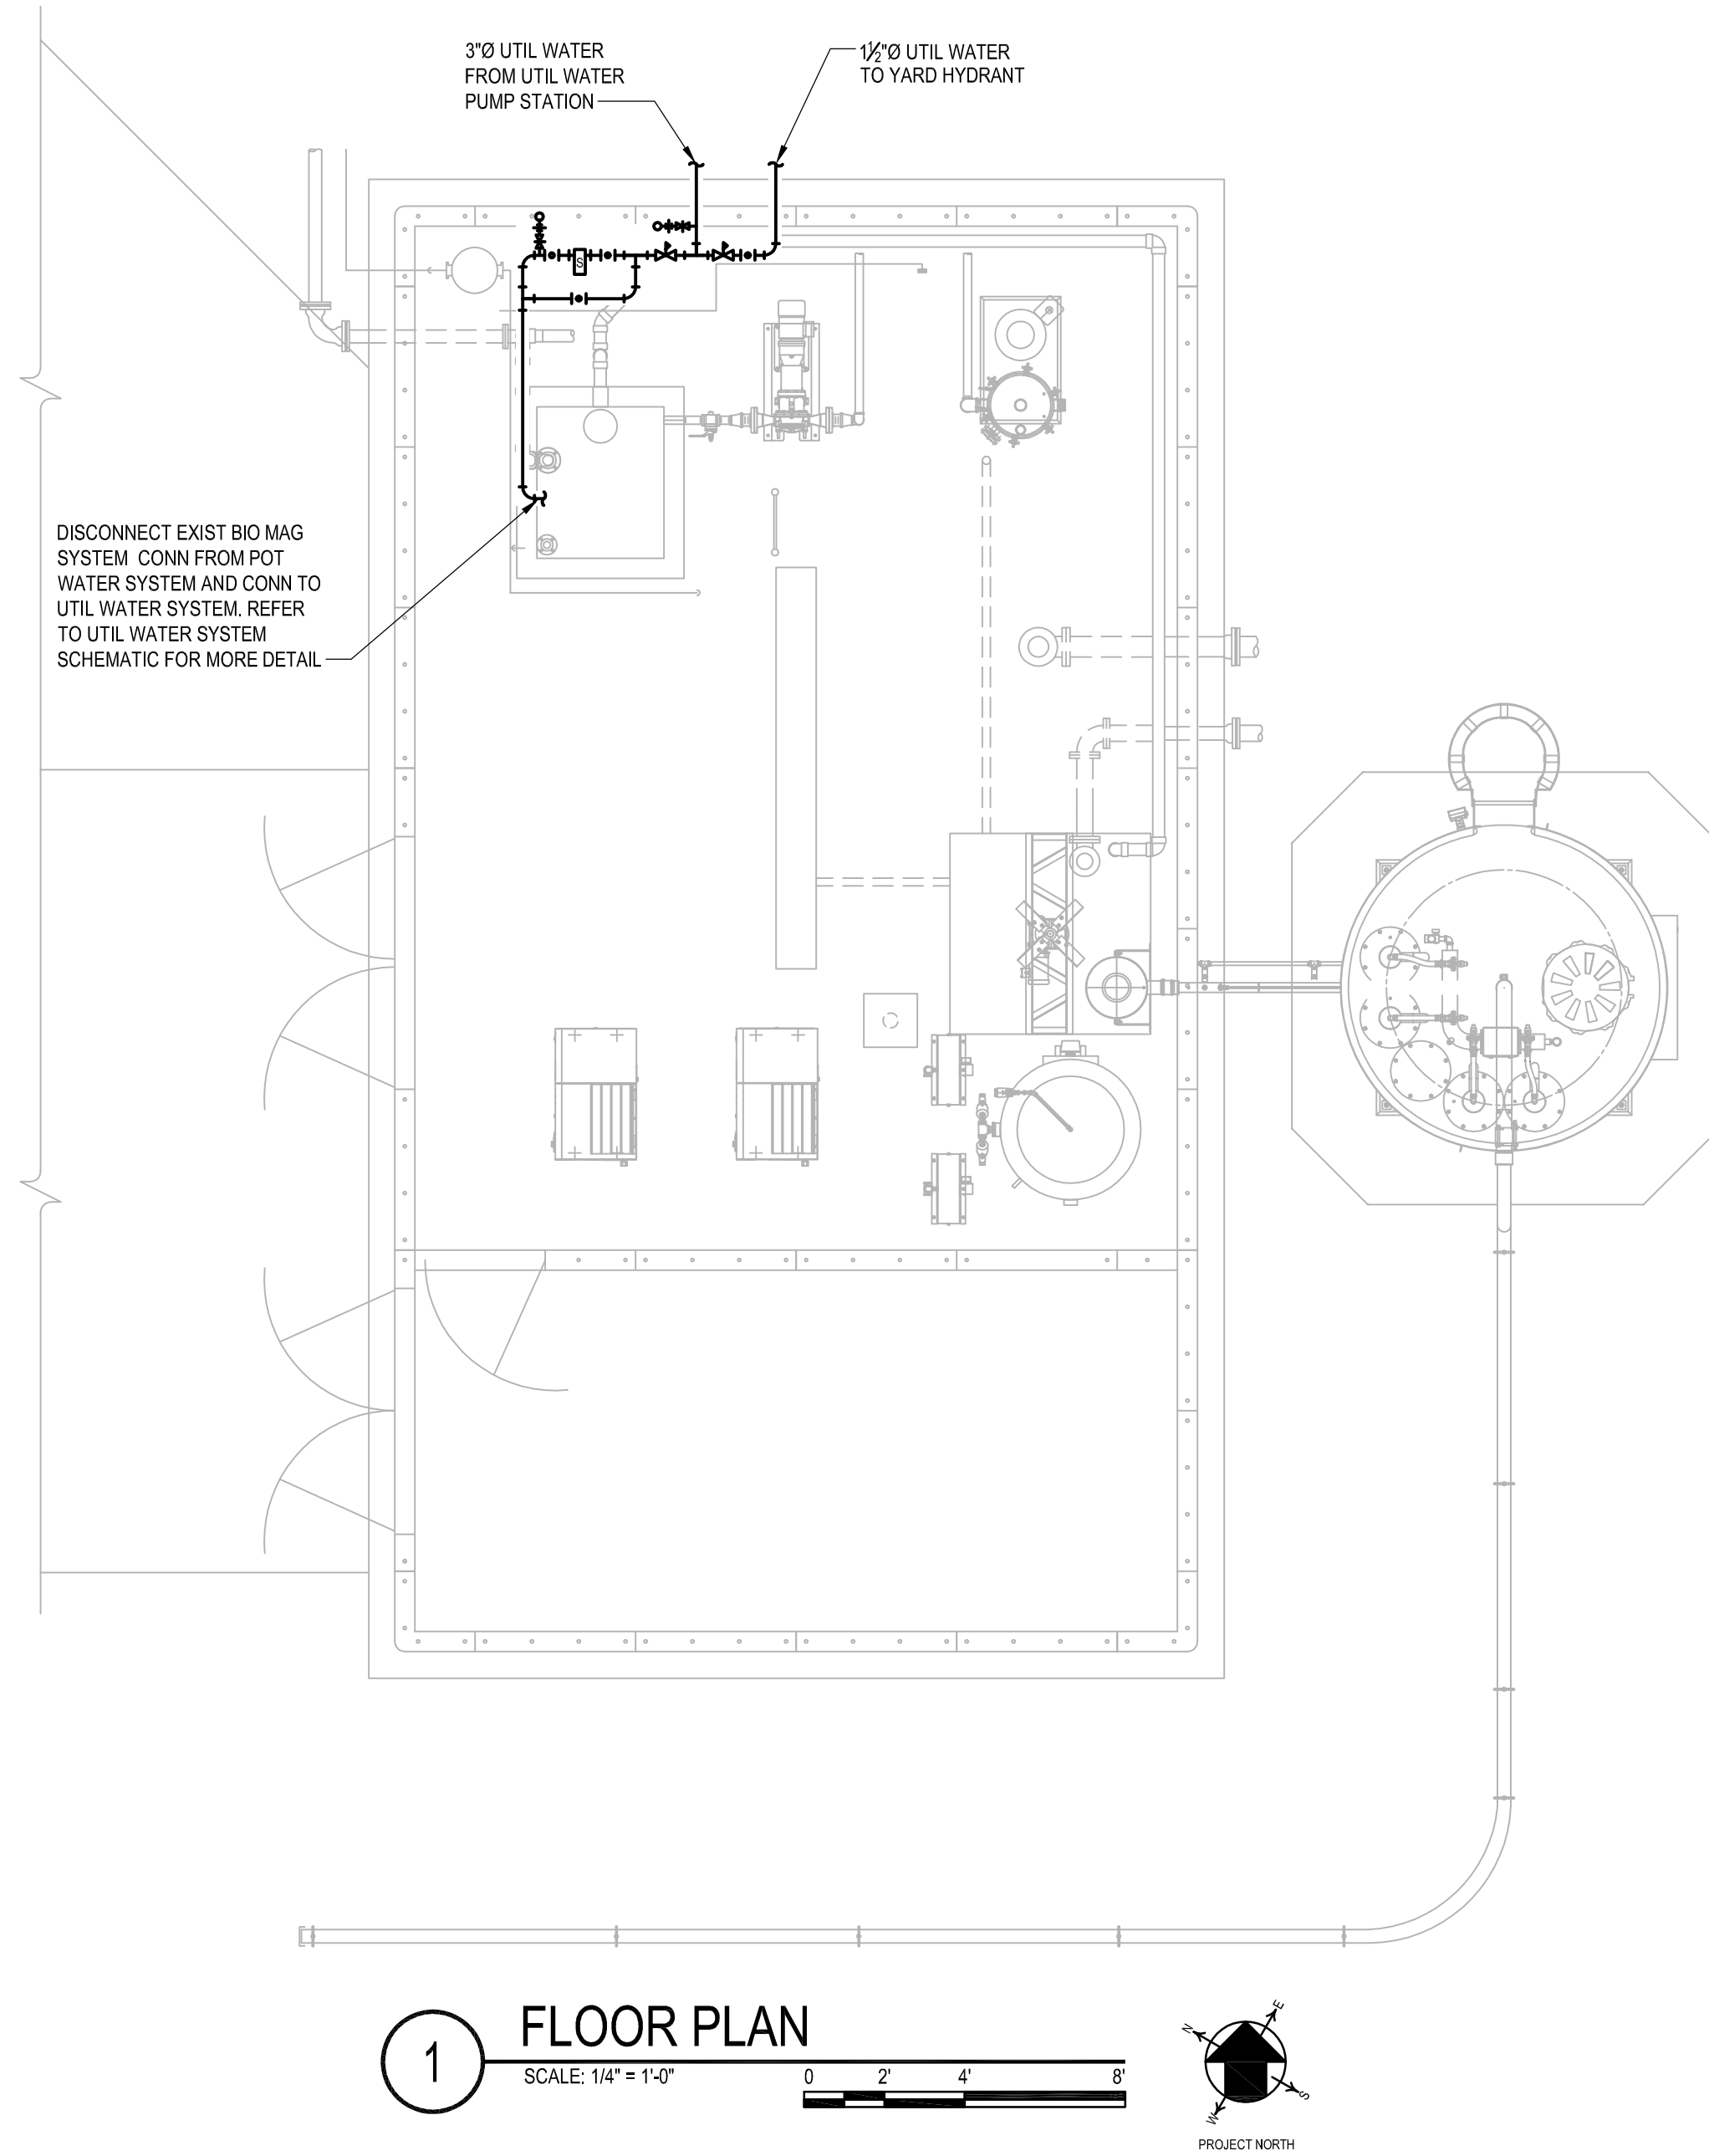 3"Ø UTIL WATER
FROM UTIL WATER
PUMP STATION
1½"Ø UTIL WATER
TO YARD HYDRANT
S
DISCONNECT EXIST BIO MAG
SYSTEM CONN FROM POT
WATER SYSTEM AND CONN TO
UTIL WATER SYSTEM. REFER
TO UTIL WATER SYSTEM
SCHEMATIC FOR MORE DETAIL
1
FLOOR PLAN
SCALE: 1/4" = 1'-0"
0 2' 4' 8'
N E
W S
PROJECT NORTH